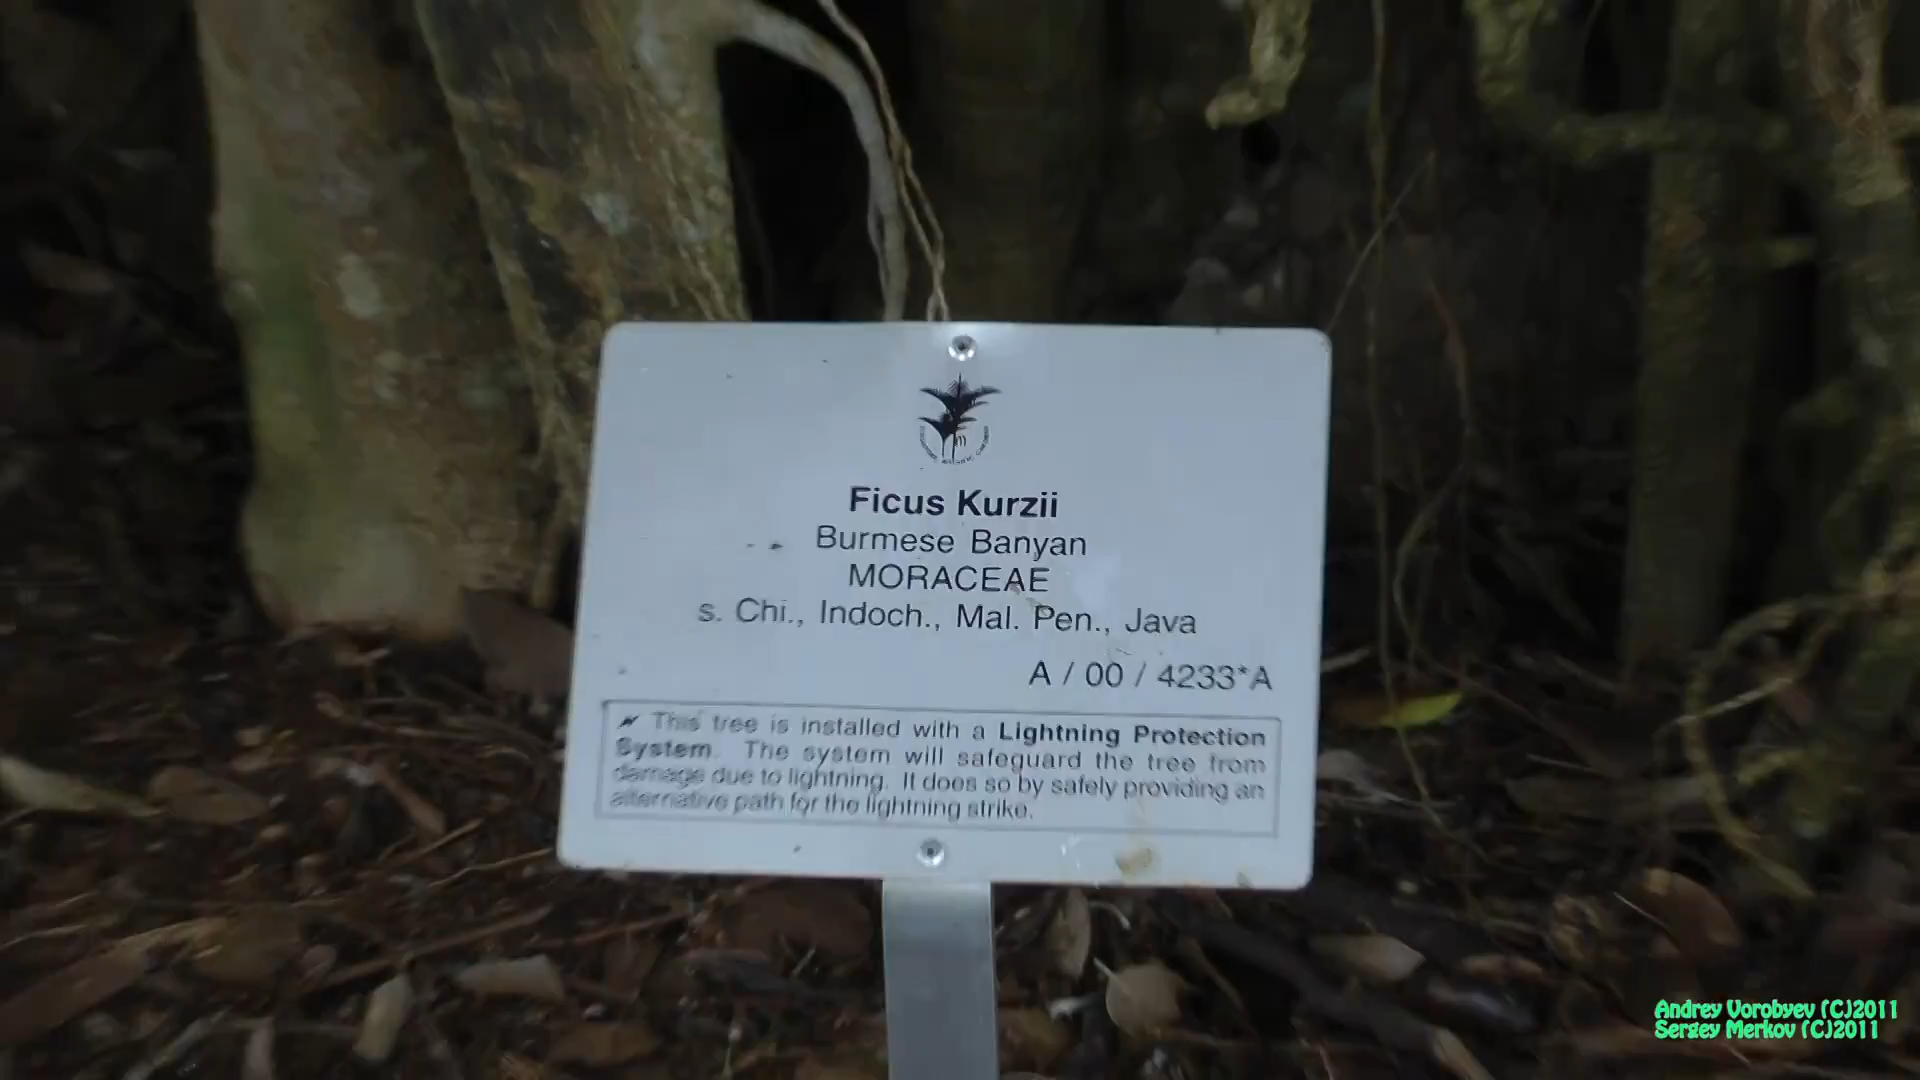 Ficus Kurzii
Burmese Banyan
MORACEAE
s. Chi., Indoch., Mal. Pen., Java
A / 00 / 4233*A
This tree is installed with a Lightning Protection
System. The system will safeguard the tree from
damage due to lightning. It does so by safely providing an
alternative path for the lightning strike.
Andrey Vorobyev (C)2011
Sergey Merkov (C)2011